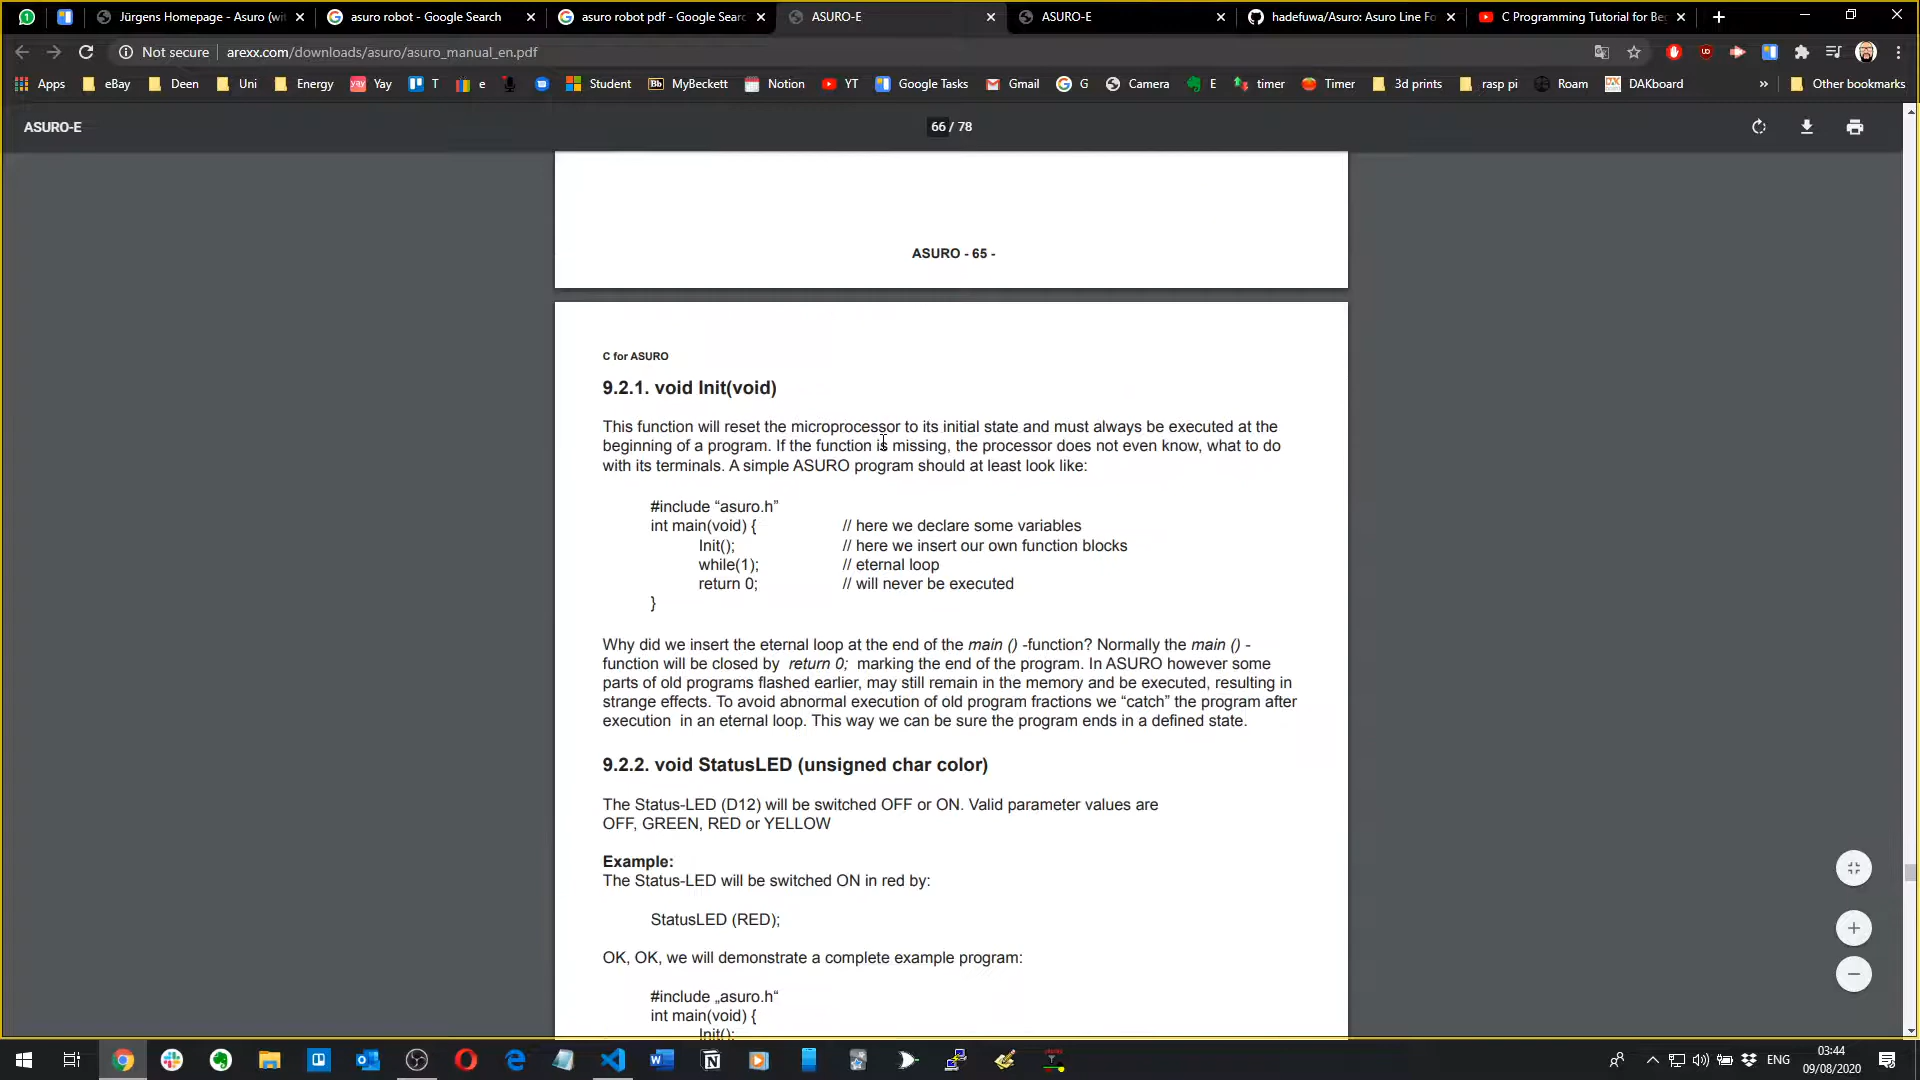 Jürgens Homepage - Asuro (wit
asuro robot - Google Search
asuro robot pdf - Google Searc
ASURO-E
ASURO-E
hadefuwa/Asuro: Asuro Line Fo
C Programming Tutorial for Be
Not secure
arexx.com/downloads/asuro/asuro_manual_en.pdf
Apps
eBay
Deen
Uni
Energy
Yay
T
e
Student
Bb MyBeckett
Notion
YT
Google Tasks
Gmail
G
Camera
E
timer
Timer
3d prints
rasp pi
Roam
DAKboard
»
Other bookmarks
ASURO-E
66 / 78
ASURO - 65 -
C for ASURO
9.2.1. void Init(void)
This function will reset the microprocessor to its initial state and must always be executed at the
beginning of a program. If the function is missing, the processor does not even know, what to do
with its terminals. A simple ASURO program should at least look like:
#include “asuro.h”
int main(void) { // here we declare some variables
Init(); // here we insert our own function blocks
while(1); // eternal loop
return 0; // will never be executed
}
Why did we insert the eternal loop at the end of the main () -function? Normally the main () -
function will be closed by return 0; marking the end of the program. In ASURO however some
parts of old programs flashed earlier, may still remain in the memory and be executed, resulting in
strange effects. To avoid abnormal execution of old program fractions we “catch” the program after
execution in an eternal loop. This way we can be sure the program ends in a defined state.
9.2.2. void StatusLED (unsigned char color)
The Status-LED (D12) will be switched OFF or ON. Valid parameter values are
OFF, GREEN, RED or YELLOW
Example:
The Status-LED will be switched ON in red by:
StatusLED (RED);
OK, OK, we will demonstrate a complete example program:
#include „asuro.h“
int main(void) {
Init();
ENG
03:44
09/08/2020